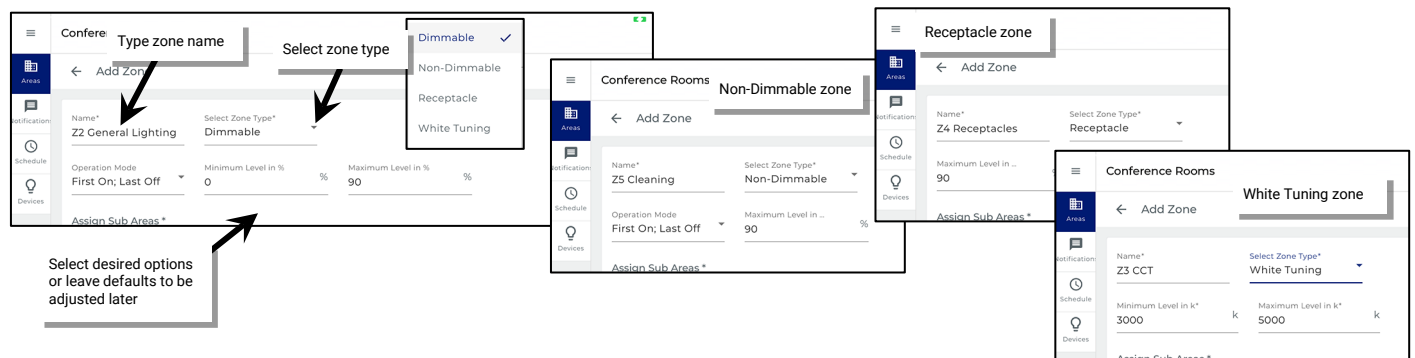 Conferen
Type zone name
Select zone type
Areas
Add Zon
Notifications
Name*
Z2 General Lighting
Select Zone Type*
Dimmable
Schedule
Operation Mode
First On; Last Off
Minimum Level in %
0
%
Maximum Level in %
90
%
Devices
Assign Sub Areas *
Dimmable
Non-Dimmable
Receptacle
White Tuning
Select desired options
or leave defaults to be
adjusted later
Conference Rooms
Non-Dimmable zone
Areas
Add Zone
Notifications
Name*
Z5 Cleaning
Select Zone Type*
Non-Dimmable
Schedule
Operation Mode
First On; Last Off
Maximum Level in ...
90
%
Devices
Assign Sub Areas *
Receptacle zone
Areas
Add Zone
Notifications
Name*
Z4 Receptacles
Select Zone Type*
Receptacle
Schedule
Maximum Level in ...
90
Devices
Assign Sub Areas *
Conference Rooms
White Tuning zone
Areas
Add Zone
Notifications
Name*
Z3 CCT
Select Zone Type*
White Tuning
Schedule
Minimum Level in k*
3000
k
Maximum Level in k*
5000
k
Devices
Assign Sub Areas *